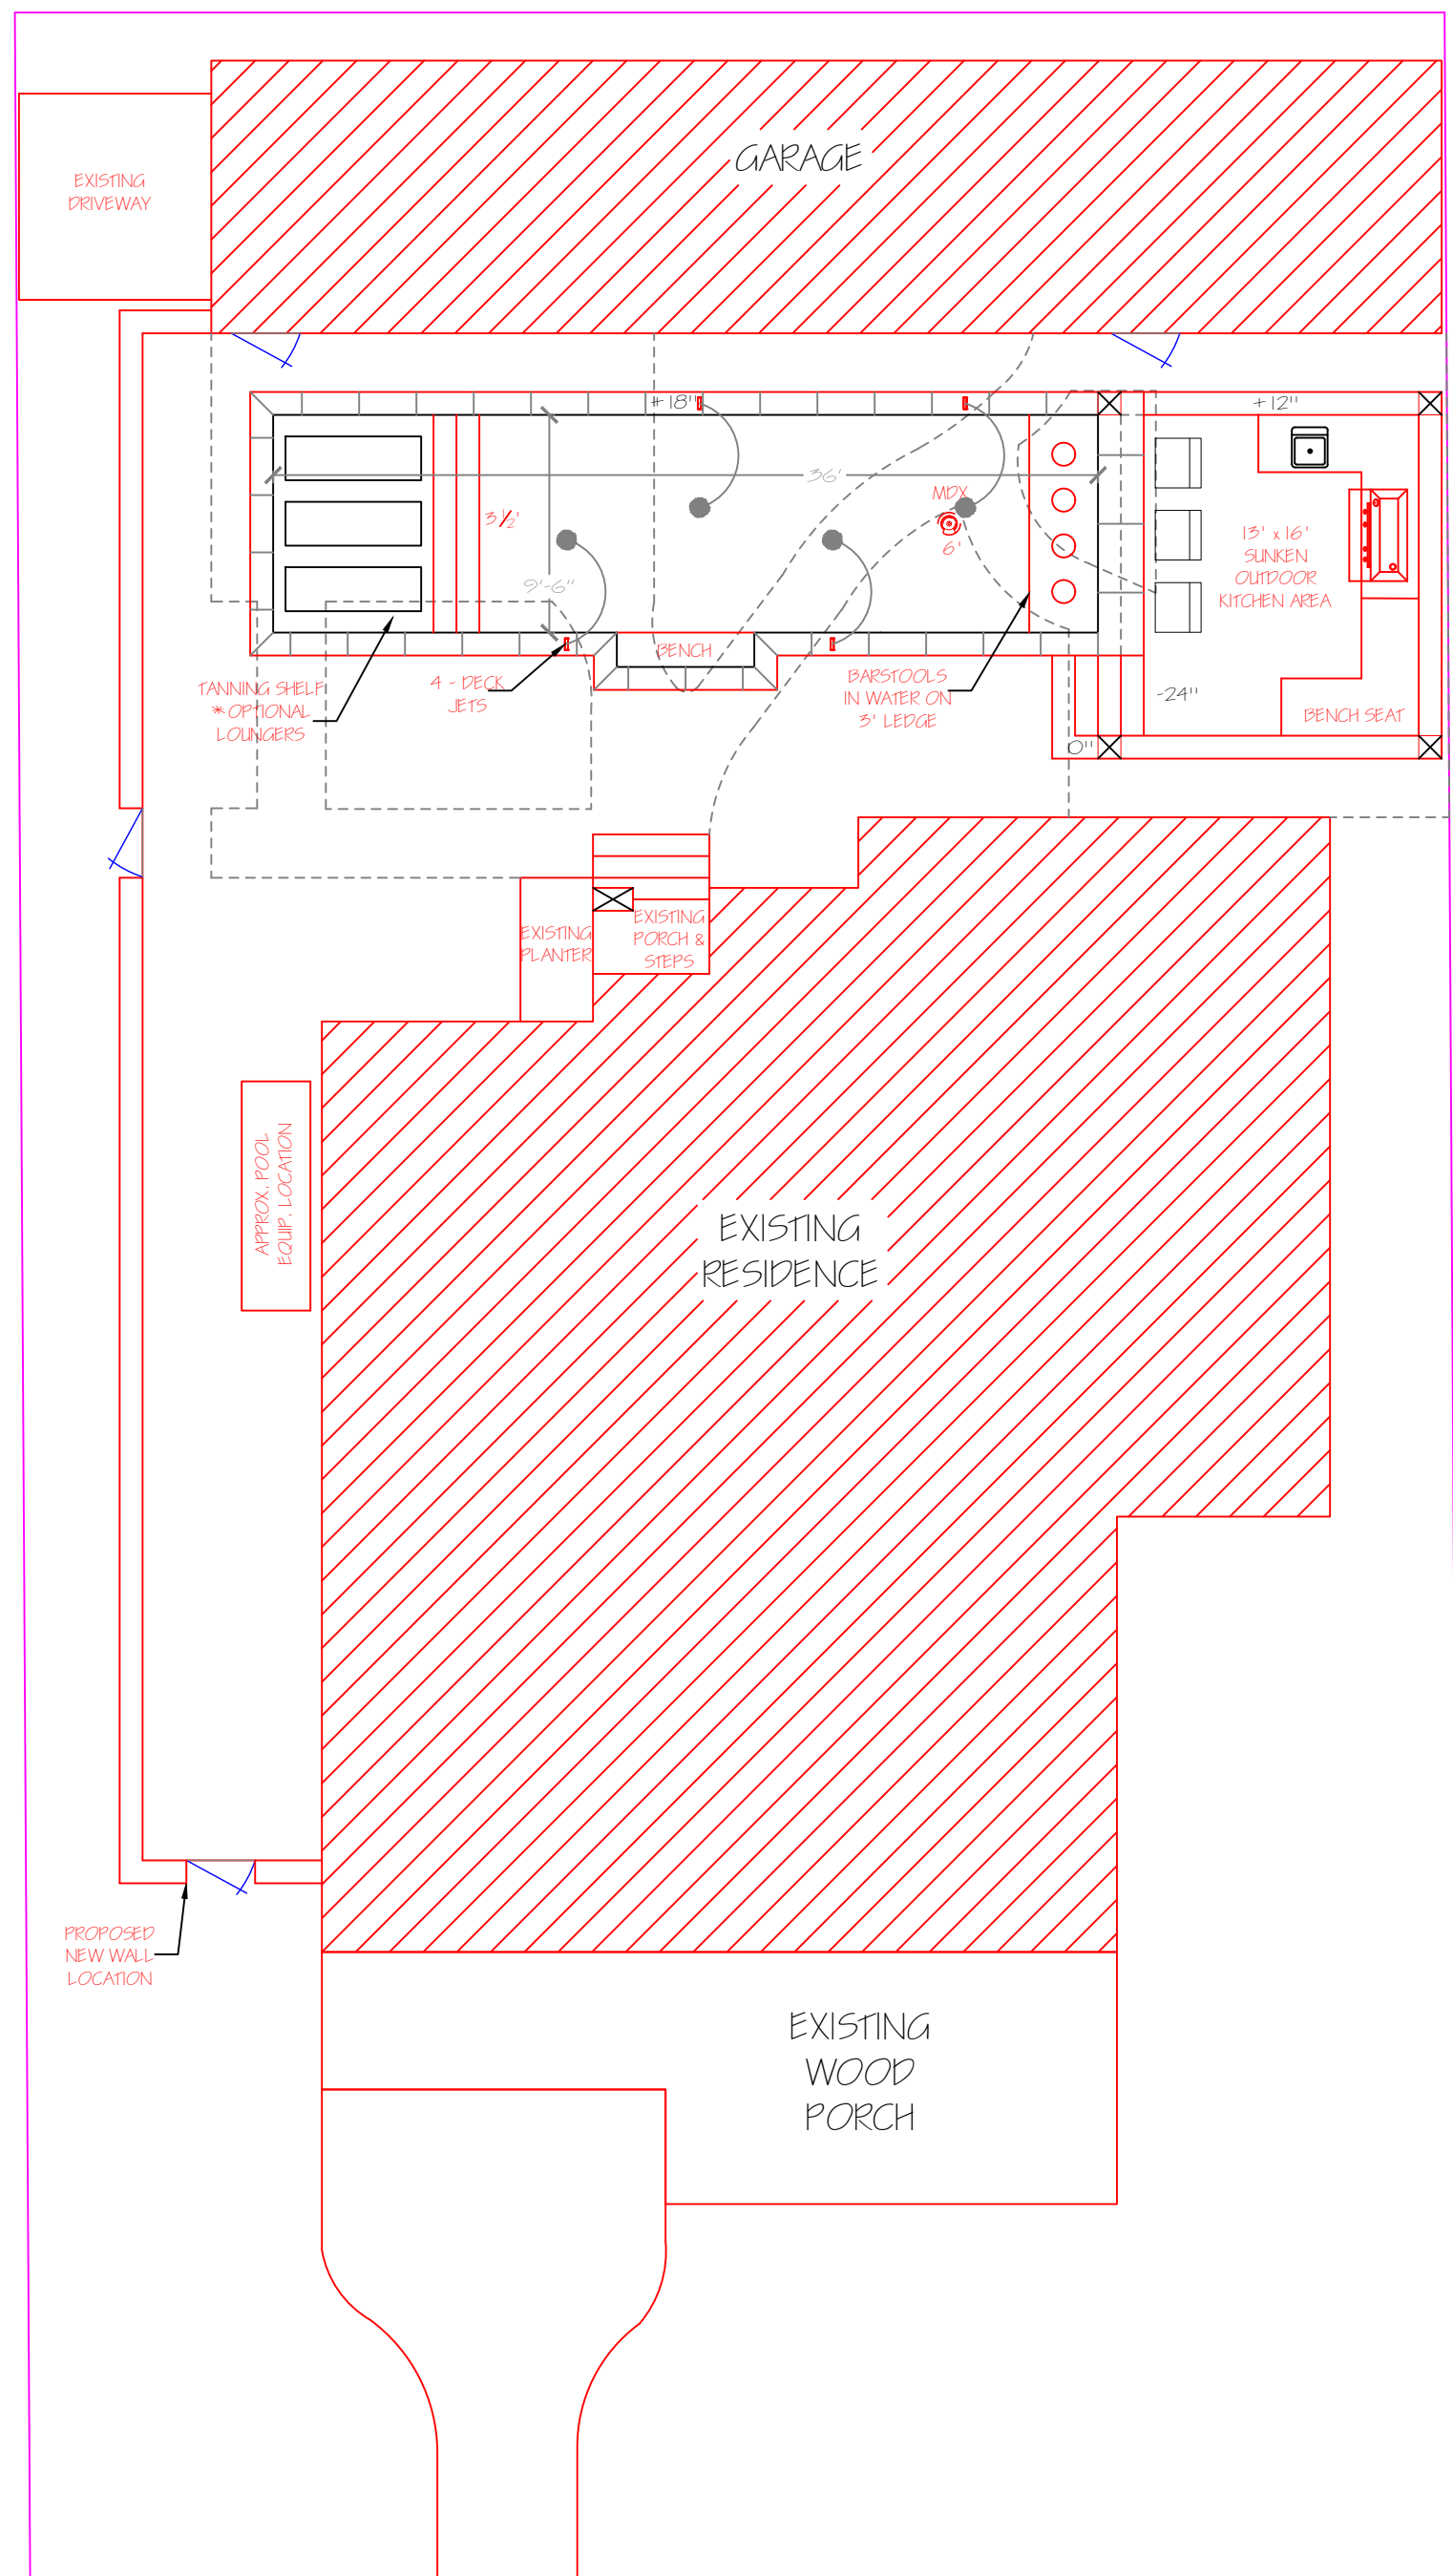 GARAGE
EXISTING
DRIVEWAY
+18"
+12"
36'
MDX
3 1/2'
6'
9'-6"
13' x 16'
SUNKEN
OUTDOOR
KITCHEN AREA
BENCH
TANNING SHELF
*OPTIONAL
LOUNGERS
4 - DECK
JETS
BARSTOOLS
IN WATER ON
3' LEDGE
-24"
BENCH SEAT
0"
EXISTING
PLANTER
EXISTING
PORCH &
STEPS
APPROX. POOL
EQUIP. LOCATION
EXISTING
RESIDENCE
PROPOSED
NEW WALL
LOCATION
EXISTING
WOOD
PORCH